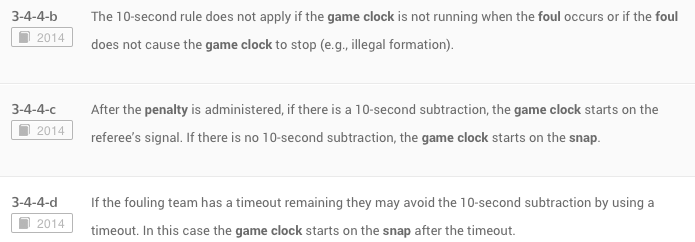 3-4-4-b
2014
The 10-second rule does not apply if the game clock is not running when the foul occurs or if the foul
does not cause the game clock to stop (e.g., illegal formation).
3-4-4-c
2014
After the penalty is administered, if there is a 10-second subtraction, the game clock starts on the
referee's signal. If there is no 10-second subtraction, the game clock starts on the snap.
3-4-4-d
2014
If the fouling team has a timeout remaining they may avoid the 10-second subtraction by using a
timeout. In this case the game clock starts on the snap after the timeout.